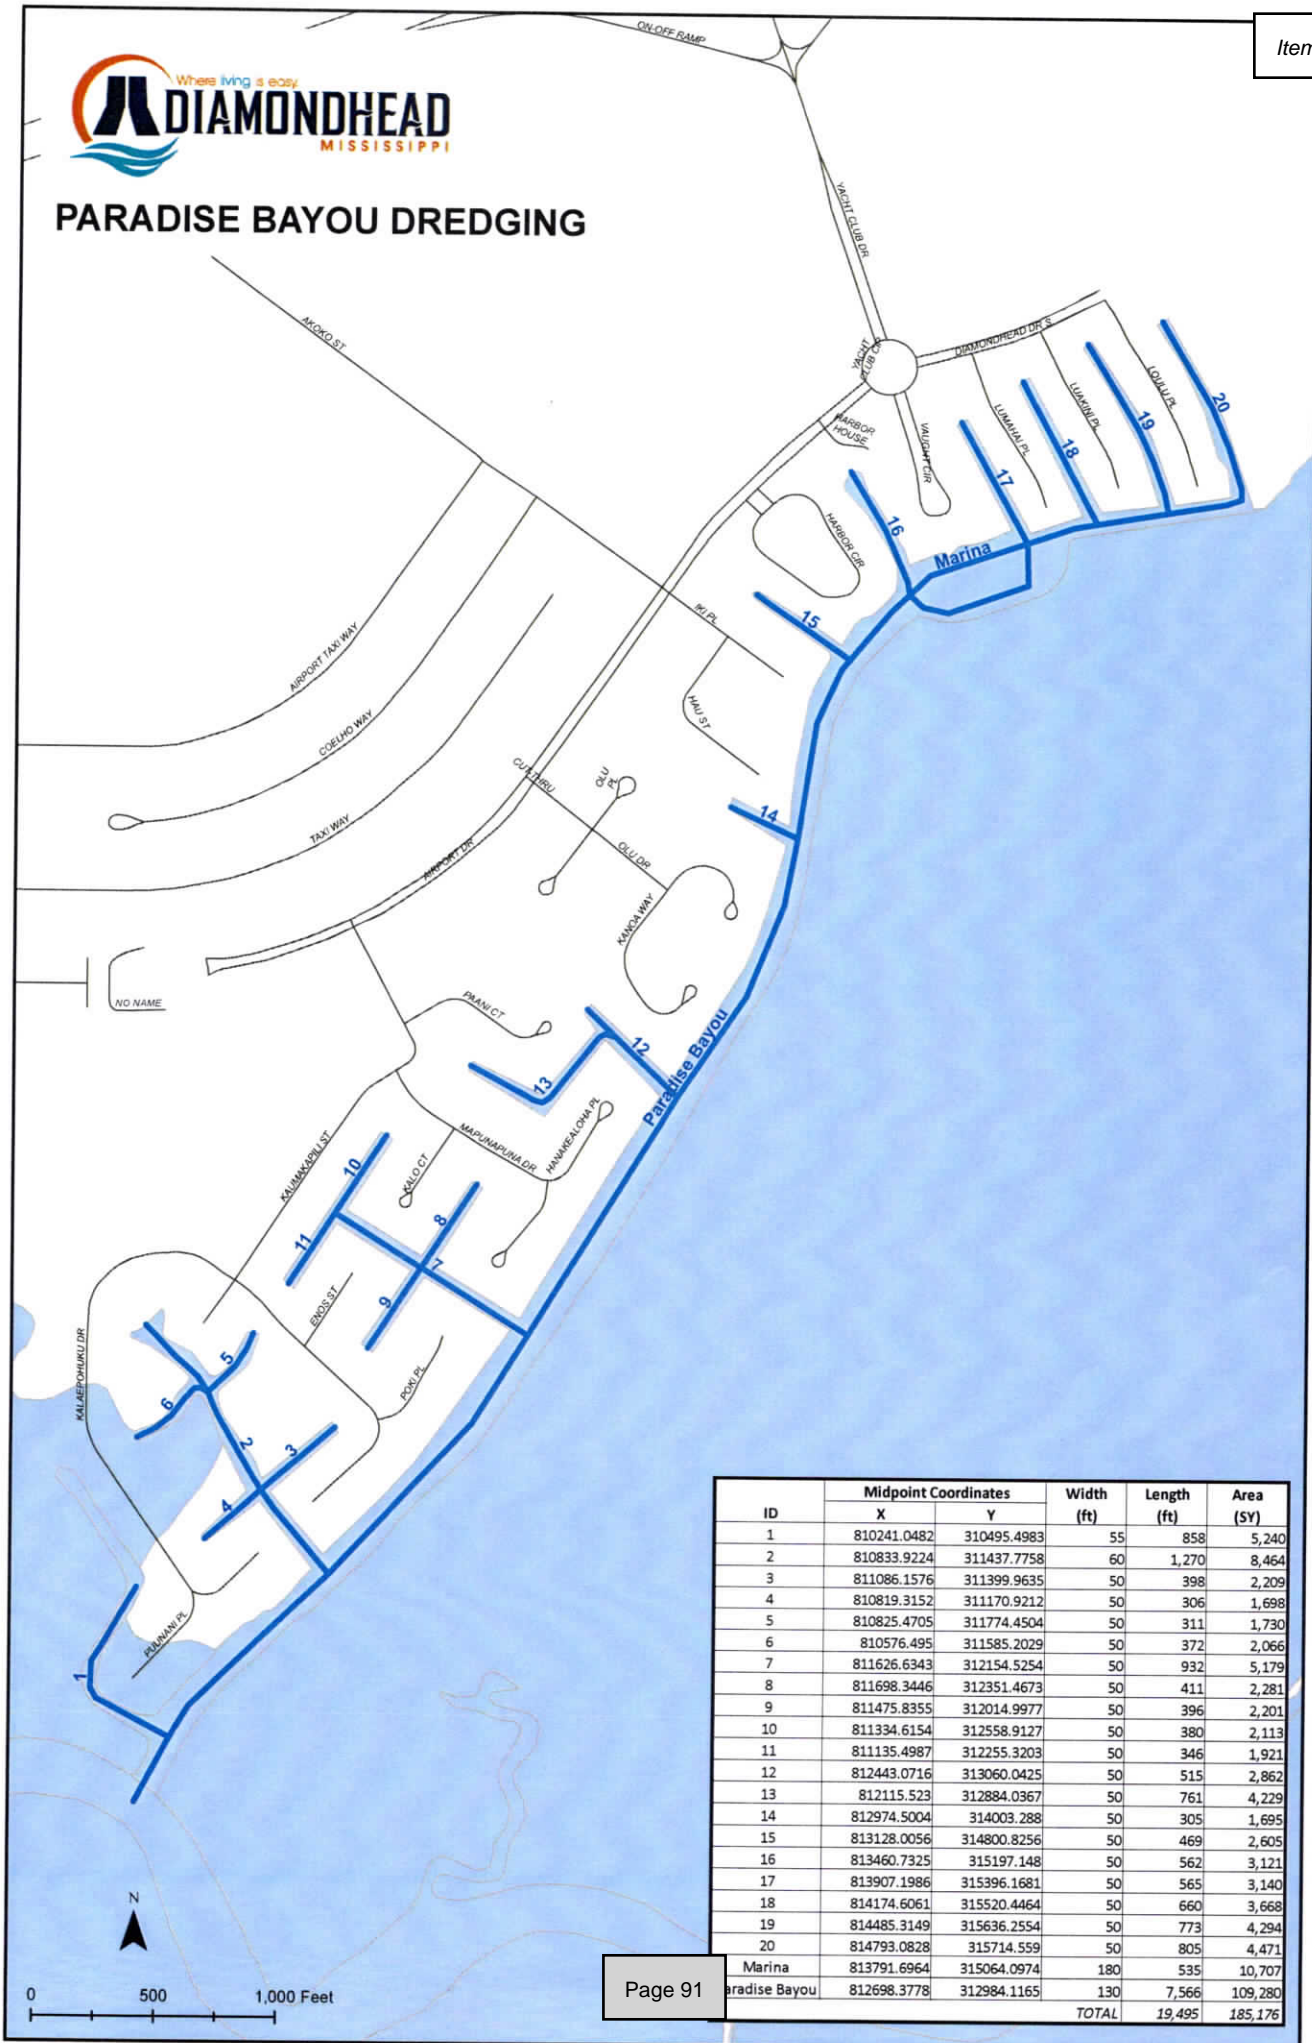 Item
Where living is easy.
DIAMONDHEAD
MISSISSIPPI
PARADISE BAYOU DREDGING
ON-OFF RAMP
YACHT CLUB DR
AKOKO ST
YACHT
CLUB CIR
DIAMONDHEAD DR S
LOULU PL
LUAKINI PL
LUMAHAI PL
20
19
18
17
HARBOR
HOUSE
VAUGHT CIR
16
HARBOR CIR
Marina
15
IKI PL
AIRPORT TAXI WAY
COELHO WAY
HAU ST
CUT THRU
OLU
PL
14
TAXI WAY
AIRPORT DR
OLU DR
KANOA WAY
NO NAME
PAANI CT
12
13
Paradise Bayou
HANAKEALOHA PL
MAPUNAPUNA DR
KAUMAKAPILI ST
10
KALO CT
8
11
7
9
ENOS ST
KALAEPOHUKU DR
5
POKI PL
6
2
3
4
PUUNANI PL
1
N
0 500 1,000 Feet
Page 91
Midpoint Coordinates Width Length Area
ID X Y (ft) (ft) (SY)
1 810241.0482 310495.4983 55 858 5,240
2 810833.9224 311437.7758 60 1,270 8,464
3 811086.1576 311399.9635 50 398 2,209
4 810819.3152 311170.9212 50 306 1,698
5 810825.4705 311774.4504 50 311 1,730
6 810576.495 311585.2029 50 372 2,066
7 811626.6343 312154.5254 50 932 5,179
8 811698.3446 312351.4673 50 411 2,281
9 811475.8355 312014.9977 50 396 2,201
10 811334.6154 312558.9127 50 380 2,113
11 811135.4987 312255.3203 50 346 1,921
12 812443.0716 313060.0425 50 515 2,862
13 812115.523 312884.0367 50 761 4,229
14 812974.5004 314003.288 50 305 1,695
15 813128.0056 314800.8256 50 469 2,605
16 813460.7325 315197.148 50 562 3,121
17 813907.1986 315396.1681 50 565 3,140
18 814174.6061 315520.4464 50 660 3,668
19 814485.3149 315636.2554 50 773 4,294
20 814793.0828 315714.559 50 805 4,471
Marina 813791.6964 315064.0974 180 535 10,707
aradise Bayou 812698.3778 312984.1165 130 7,566 109,280
TOTAL 19,495 185,176